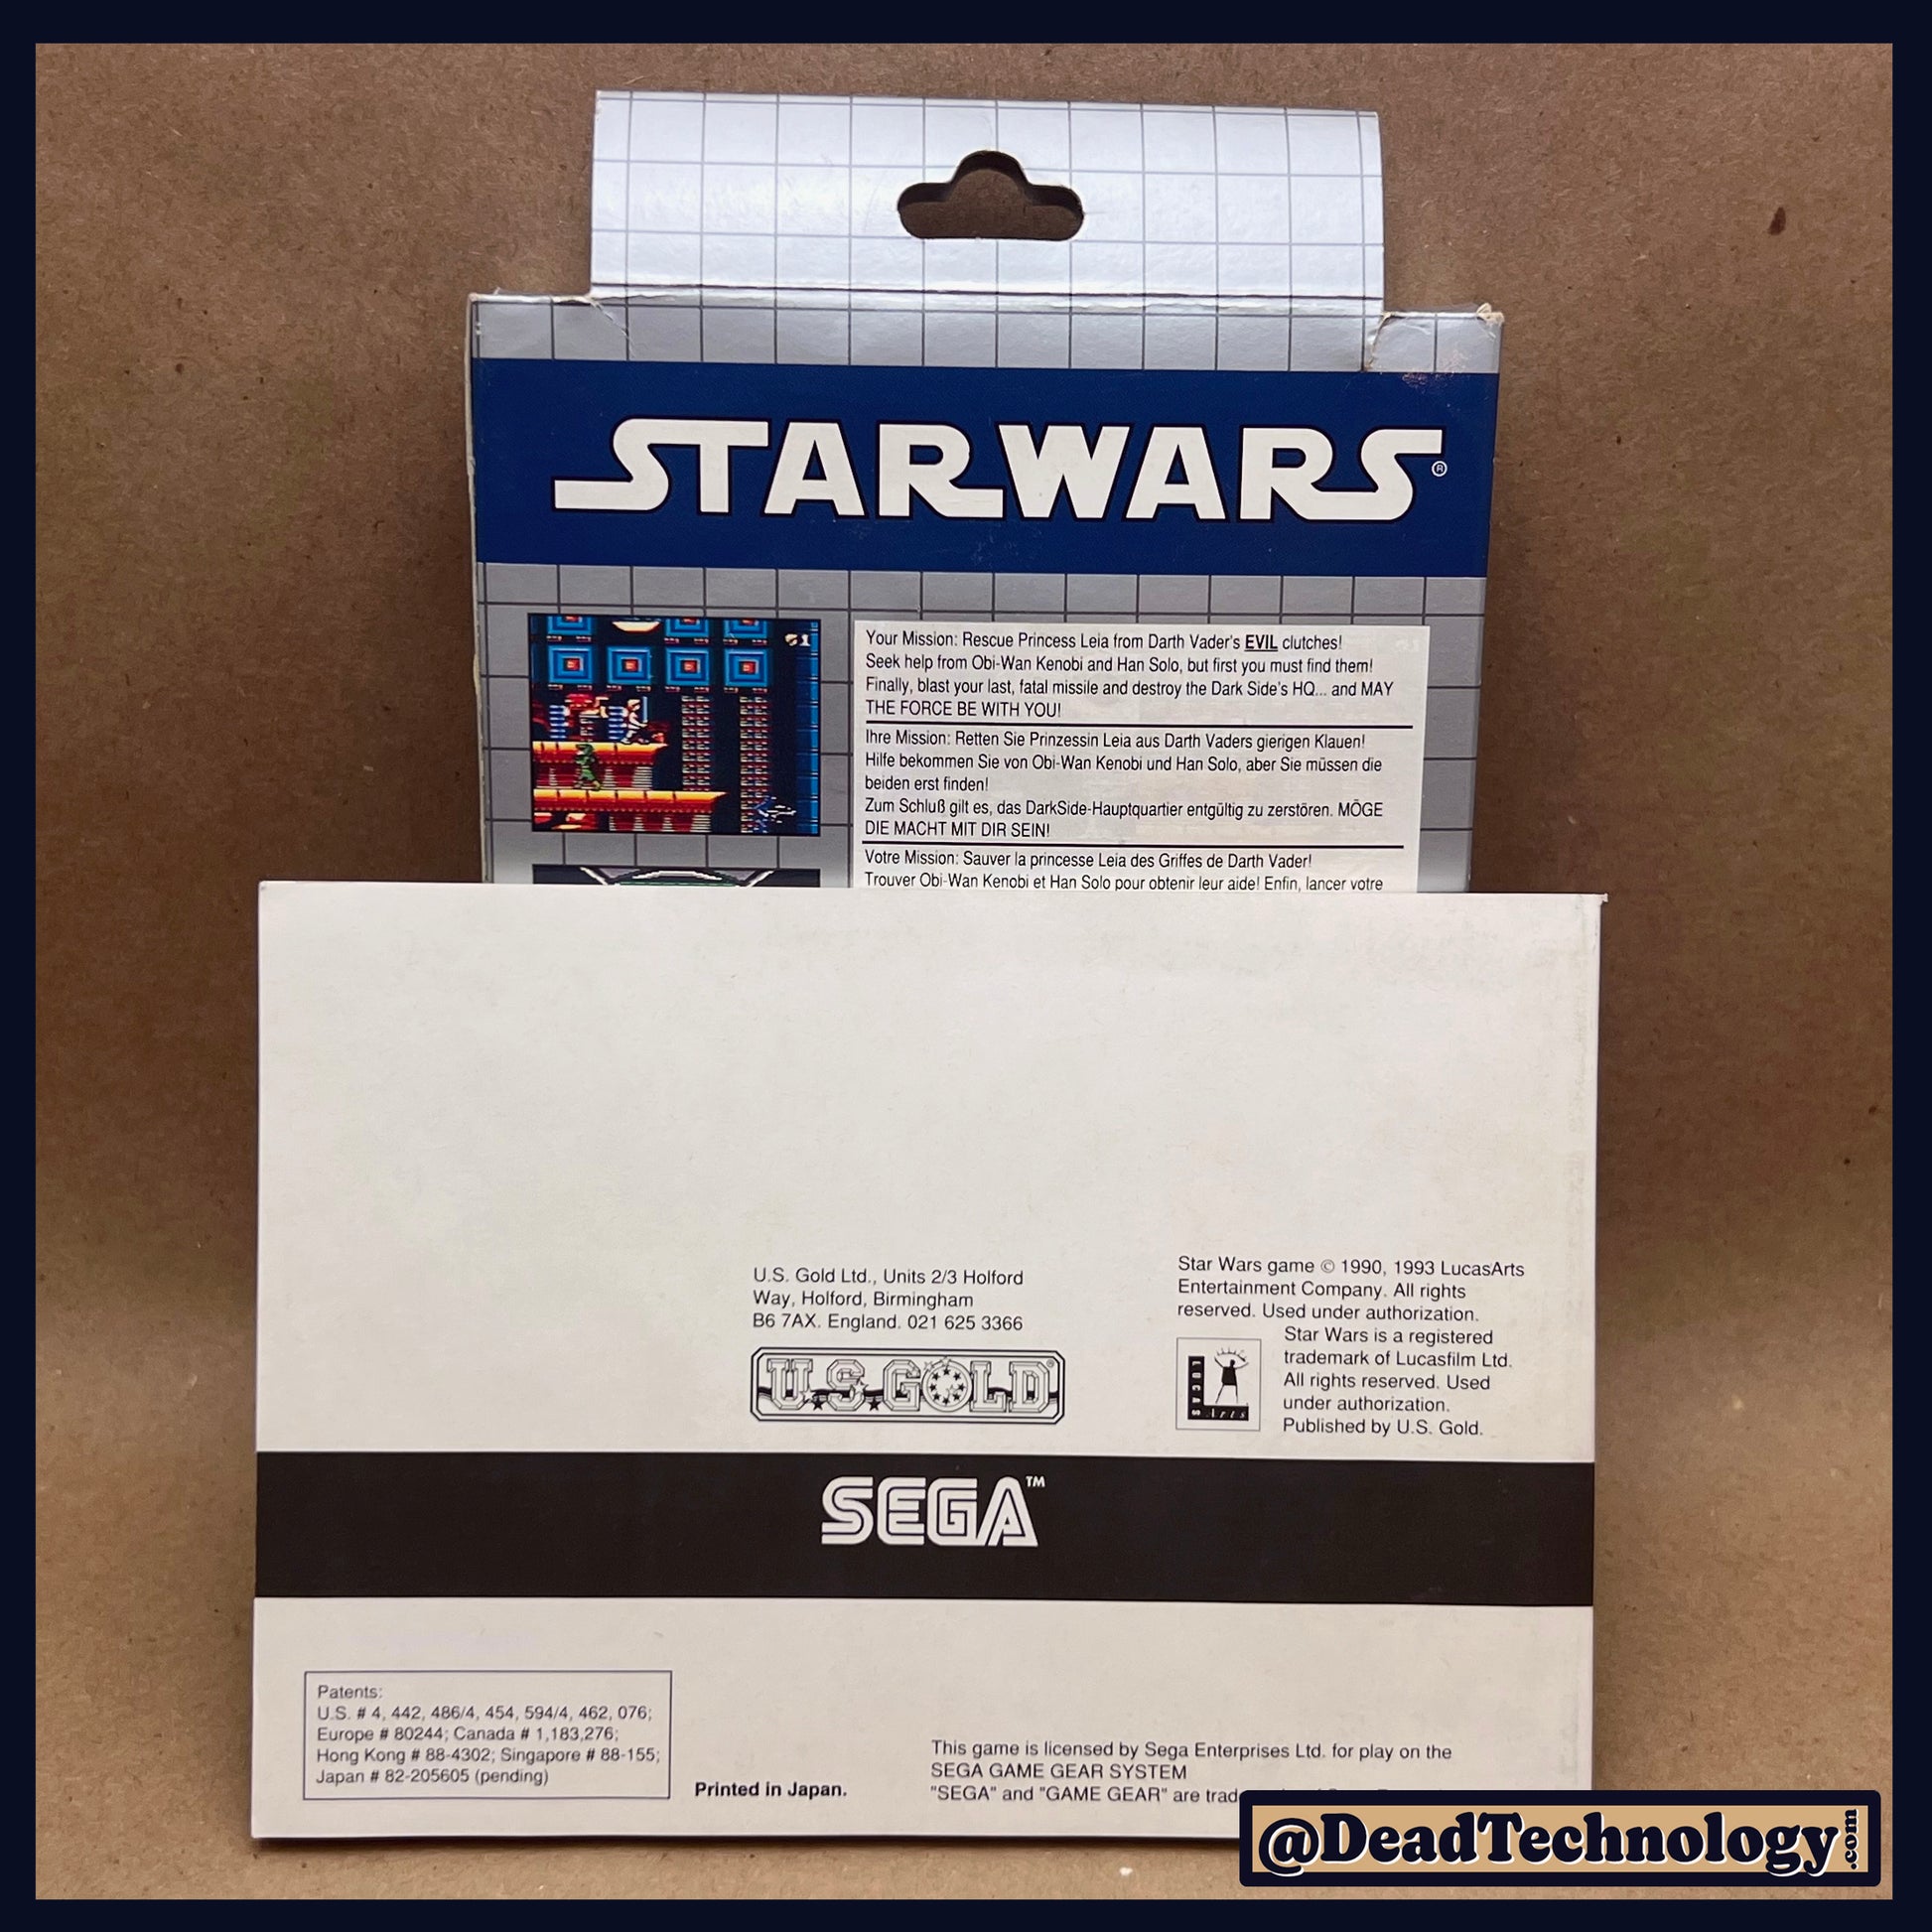 STAR WARS ®
Your Mission: Rescue Princess Leia from Darth Vader's EVIL clutches!
Seek help from Obi-Wan Kenobi and Han Solo, but first you must find them!
Finally, blast your last, fatal missile and destroy the Dark Side's HQ... and MAY
THE FORCE BE WITH YOU!
Ihre Mission: Retten Sie Prinzessin Leia aus Darth Vaders gierigen Klauen!
Hilfe bekommen Sie von Obi-Wan Kenobi und Han Solo, aber Sie müssen die
beiden erst finden!
Zum Schluß gilt es, das DarkSide-Hauptquartier entgültig zu zerstören. MÖGE
DIE MACHT MIT DIR SEIN!
Votre Mission: Sauver la princesse Leia des Griffes de Darth Vader!
Trouver Obi-Wan Kenobi et Han Solo pour obtenir leur aide! Enfin, lancer votre
U.S. Gold Ltd., Units 2/3 Holford
Way, Holford, Birmingham
B6 7AX. England. 021 625 3366
U.S. GOLD ®
Star Wars game © 1990, 1993 LucasArts
Entertainment Company. All rights
reserved. Used under authorization.
Star Wars is a registered
trademark of Lucasfilm Ltd.
All rights reserved. Used
under authorization.
Published by U.S. Gold.
LUCAS
Arts
SEGA™
Patents:
U.S. # 4, 442, 486/4, 454, 594/4, 462, 076;
Europe # 80244; Canada # 1,183,276;
Hong Kong # 88-4302; Singapore # 88-155;
Japan # 82-205605 (pending)
Printed in Japan.
This game is licensed by Sega Enterprises Ltd. for play on the
SEGA GAME GEAR SYSTEM
"SEGA" and "GAME GEAR" are trad
@DeadTechnology.com